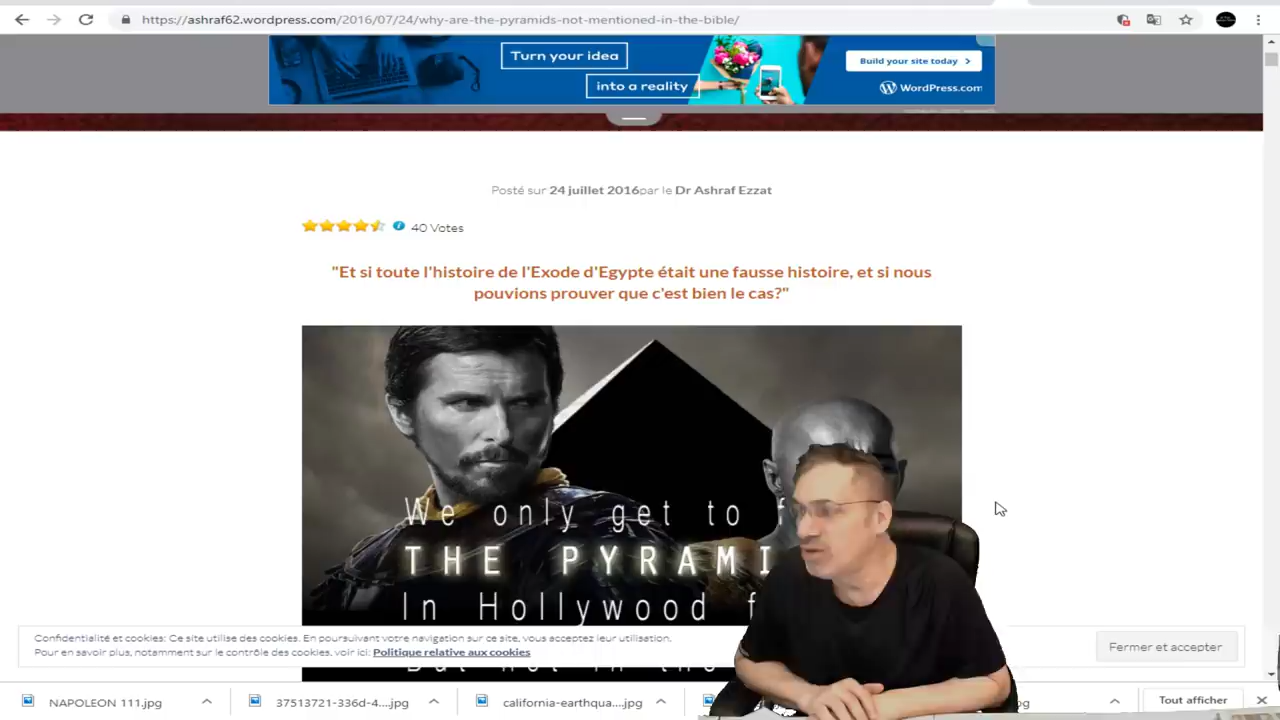 https://ashraf62.wordpress.com/2016/07/24/why-are-the-pyramids-not-mentioned-in-the-bible/
Turn your idea
into a reality
Build your site today >
WordPress.com
Posté sur 24 juillet 2016par le Dr Ashraf Ezzat
40 Votes
"Et si toute l'histoire de l'Exode d'Egypte était une fausse histoire, et si nous
pouvions prouver que c'est bien le cas?"
We only get to
THE PYRAMI
In Hollywood f
Confidentialité et cookies: Ce site utilise des cookies. En poursuivant votre navigation sur ce site, vous acceptez leur utilisation.
Pour en savoir plus, notamment sur le contrôle des cookies, voir ici: Politique relative aux cookies
Fermer et accepter
NAPOLEON 111.jpg
37513721-336d-4....jpg
california-earthqua....jpg
Tout afficher